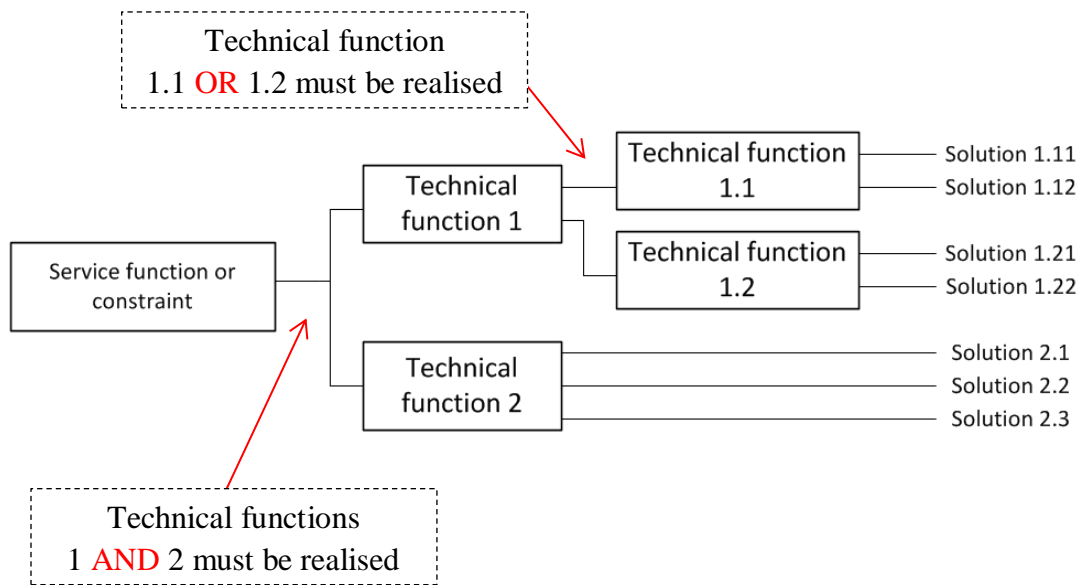 Technical function
1.1 OR 1.2 must be realised
Technical function
1.1
Solution 1.11
Solution 1.12
Technical
function 1
Technical function
1.2
Solution 1.21
Solution 1.22
Service function or
constraint
Technical
function 2
Solution 2.1
Solution 2.2
Solution 2.3
Technical functions
1 AND 2 must be realised